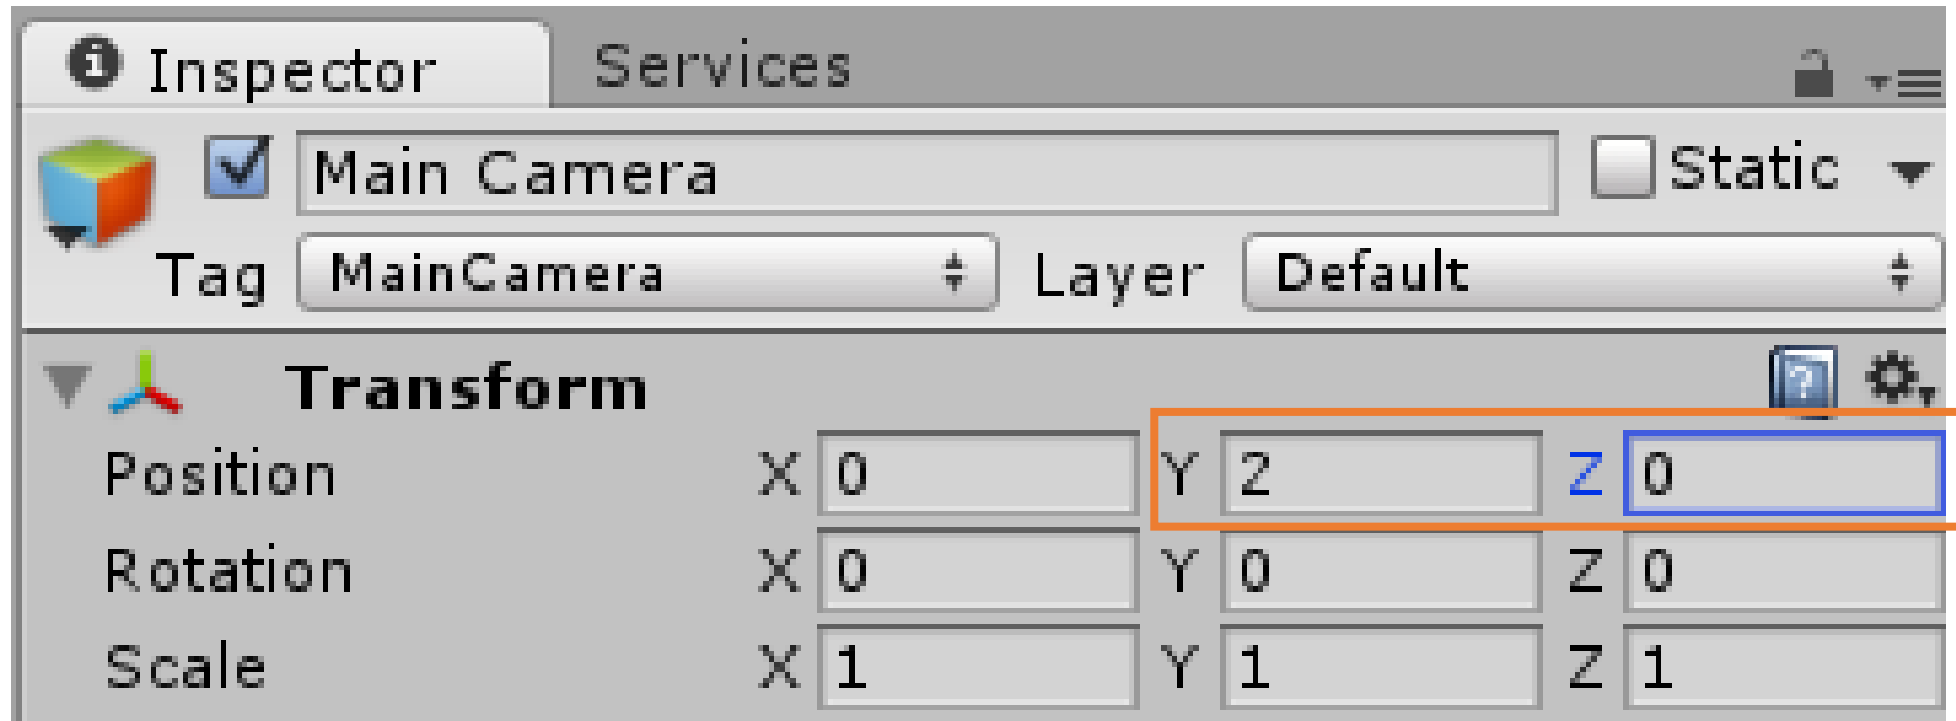 Inspector Services
Main Camera Static
Tag MainCamera Layer Default
Transform
Position X 0 Y 2 Z 0
Rotation X 0 Y 0 Z 0
Scale X 1 Y 1 Z 1